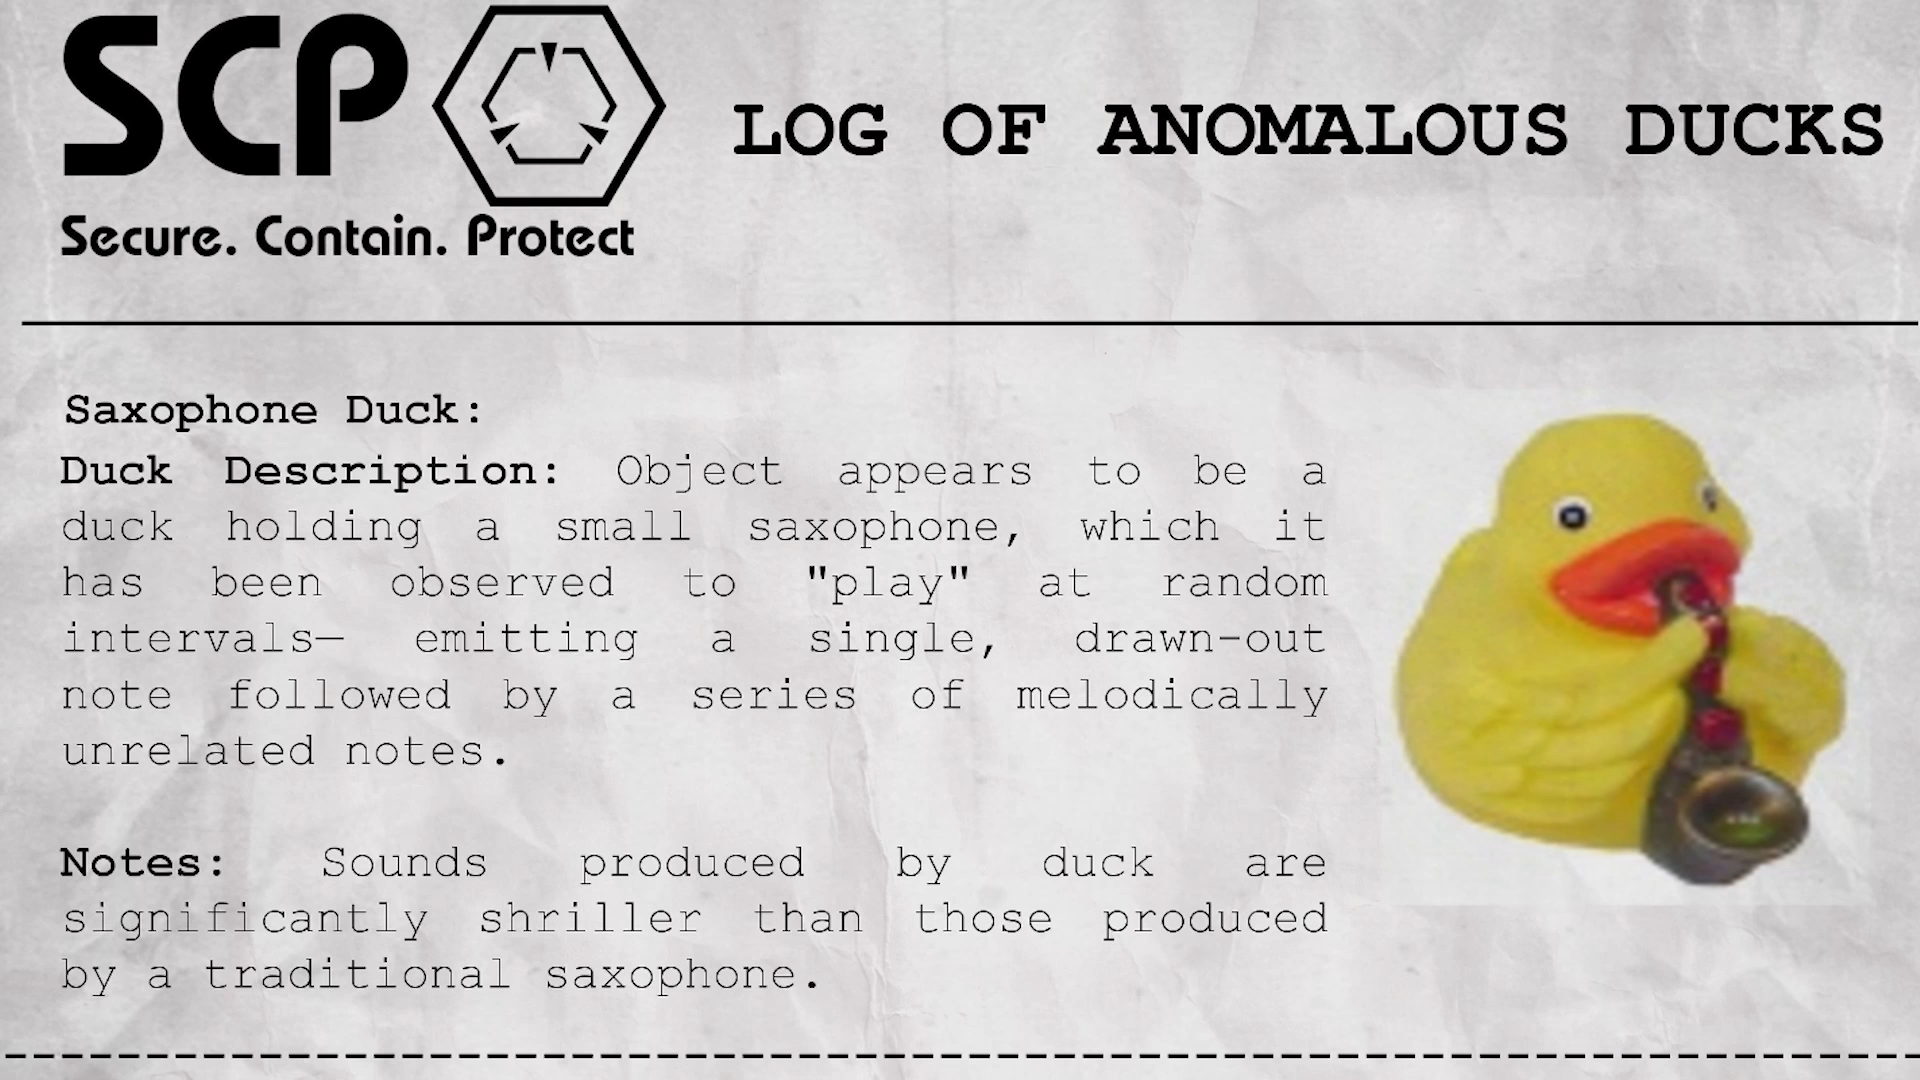 SCP
LOG OF ANOMALOUS DUCKS
Secure. Contain. Protect
Saxophone Duck:
Duck Description: Object appears to be a
duck holding a small saxophone, which it
has been observed to "play" at random
intervals— emitting a single, drawn-out
note followed by a series of melodically
unrelated notes.
Notes: Sounds produced by duck are
significantly shriller than those produced
by a traditional saxophone.